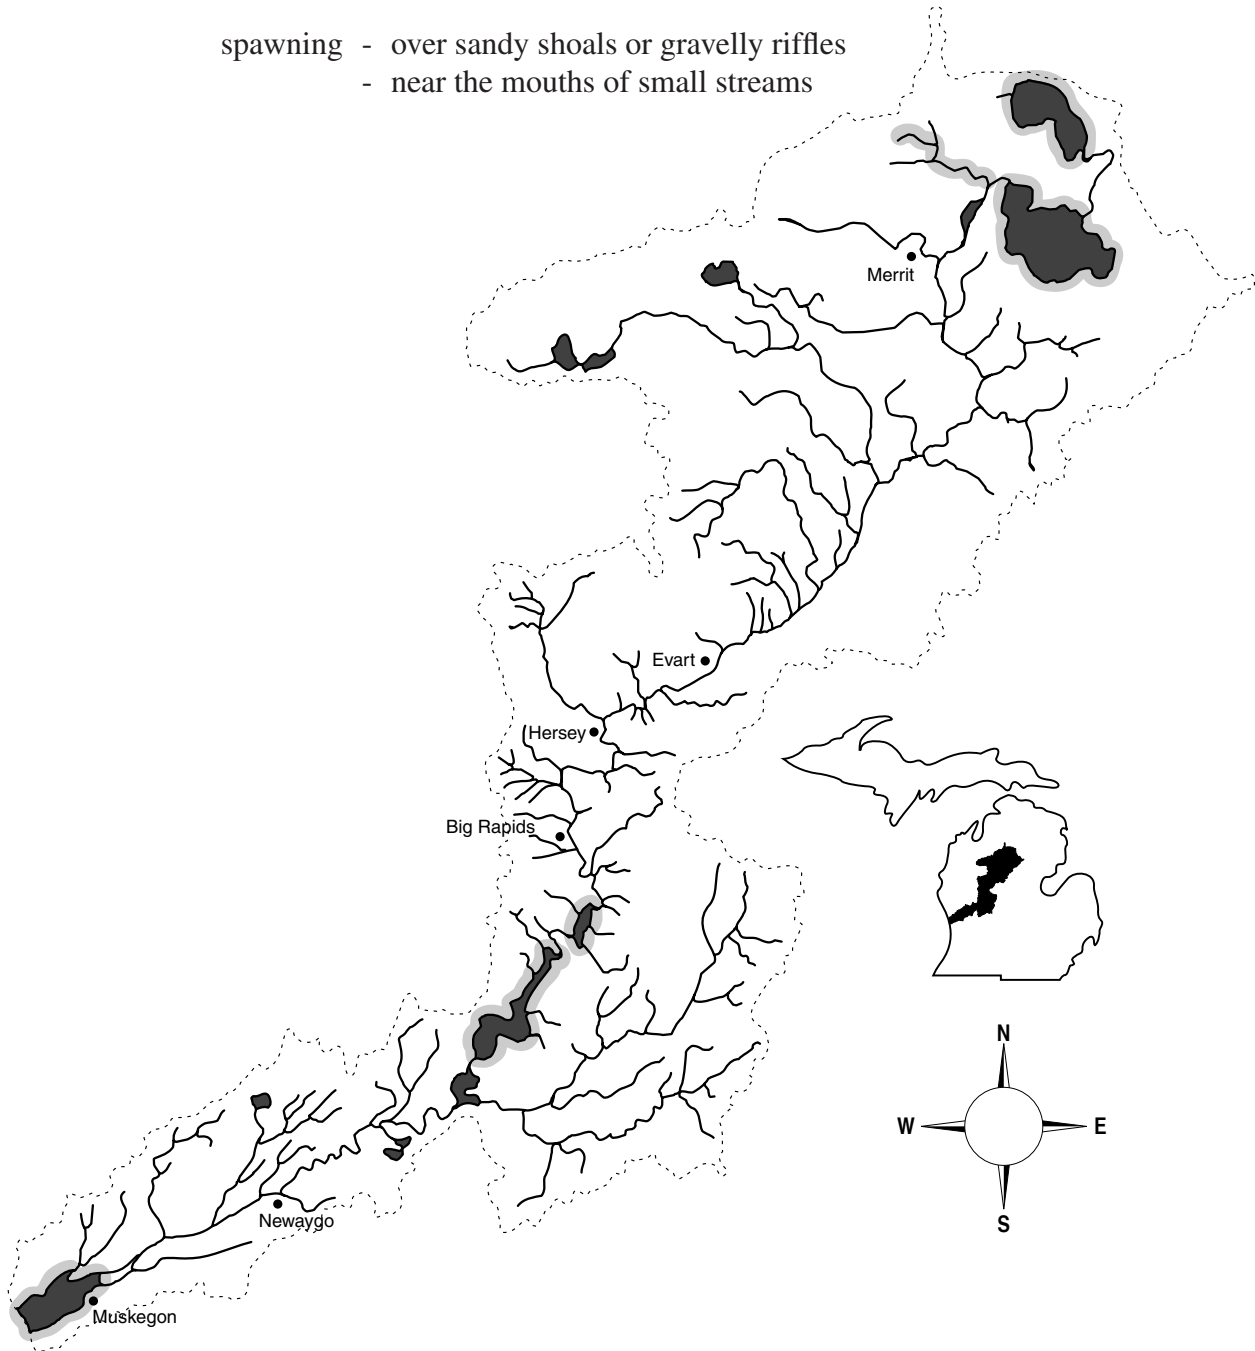 spawning - over sandy shoals or gravelly riffles
- near the mouths of small streams
Merrit
Evart
Hersey
Big Rapids
N
W
E
S
Newaygo
Muskegon